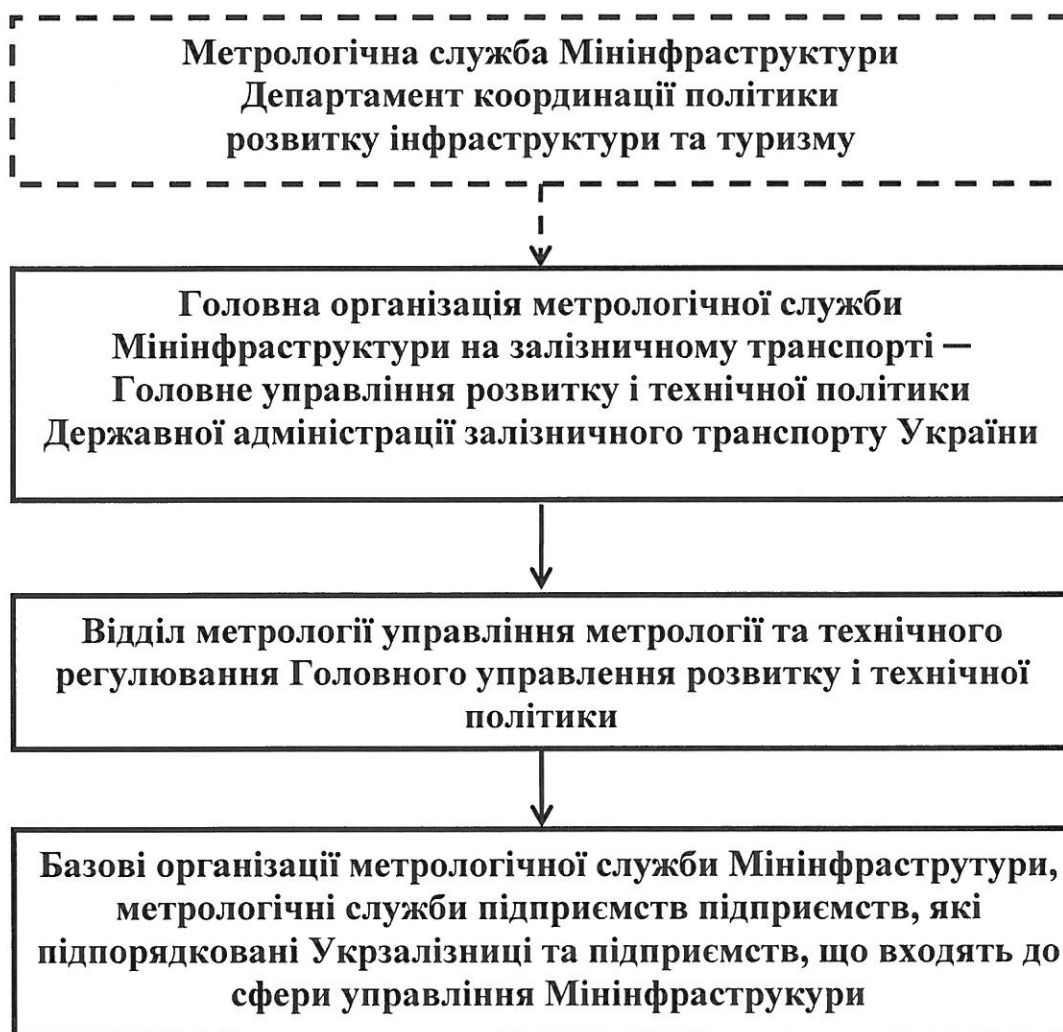 Метрологічна служба Мінінфраструктури
Департамент координації політики
розвитку інфраструктури та туризму
Головна організація метрологічної служби
Мінінфраструктури на залізничному транспорті —
Головне управління розвитку і технічної політики
Державної адміністрації залізничного транспорту України
Відділ метрології управління метрології та технічного
регулювання Головного управлення розвитку і технічної
політики
Базові організації метрологічної служби Мінінфраструтури,
метрологічні служби підприємств підприємств, які
підпорядковані Укрзалізниці та підприємств, що входять до
сфери управління Мінінфраструкури